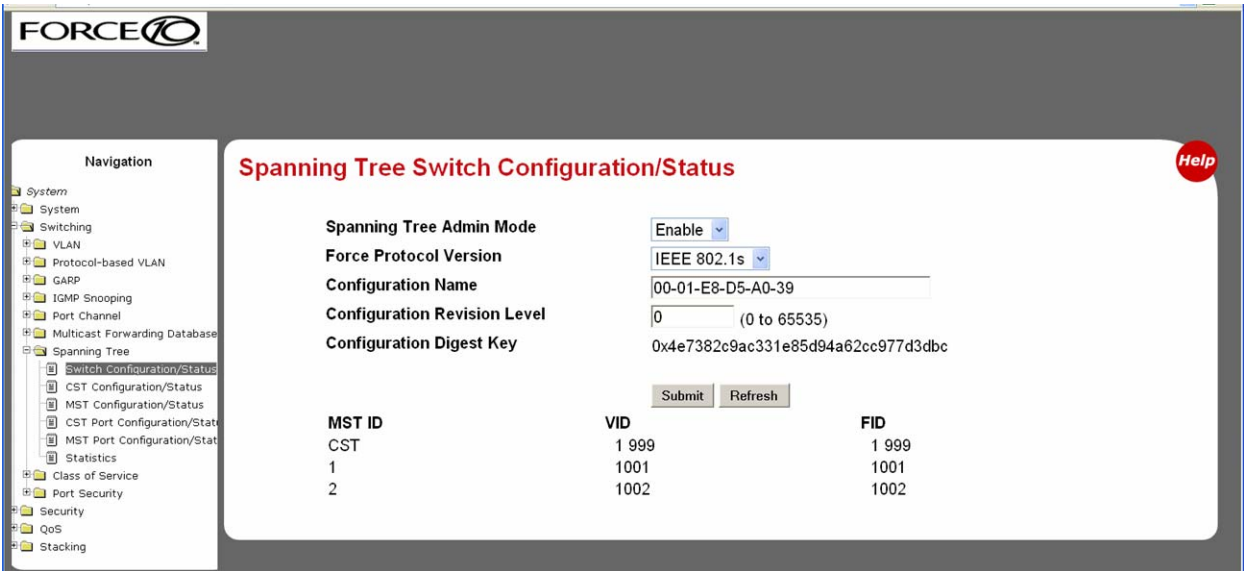 FORCE10
Navigation
System
System
Switching
VLAN
Protocol-based VLAN
GARP
IGMP Snooping
Port Channel
Multicast Forwarding Database
Spanning Tree
Switch Configuration/Status
CST Configuration/Status
MST Configuration/Status
CST Port Configuration/Stat
MST Port Configuration/Stat
Statistics
Class of Service
Port Security
Security
QoS
Stacking
Spanning Tree Switch Configuration/Status
Help
Spanning Tree Admin Mode Enable
Force Protocol Version IEEE 802.1s
Configuration Name 00-01-E8-D5-A0-39
Configuration Revision Level 0 (0 to 65535)
Configuration Digest Key 0x4e7382c9ac331e85d94a62cc977d3dbc
Submit Refresh
MST ID VID FID
CST 1 999 1 999
1 1001 1001
2 1002 1002